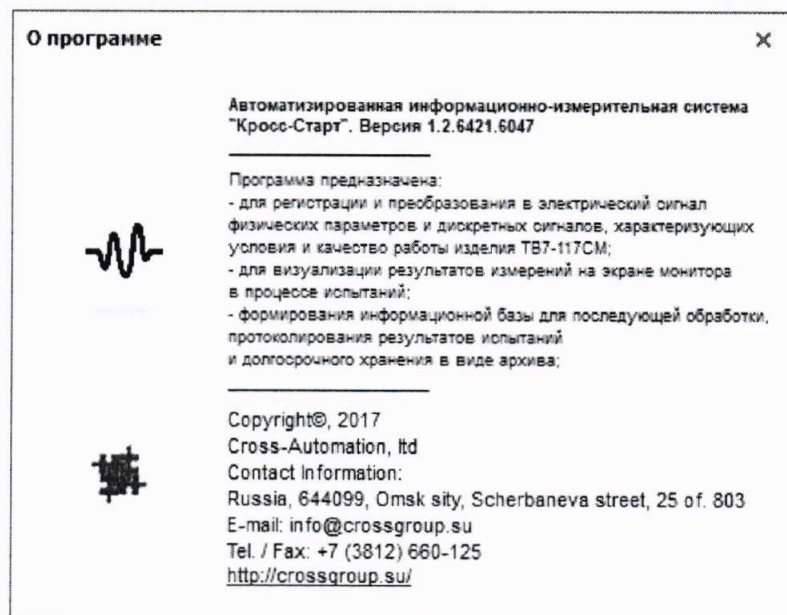 О программе
Автоматизированная информационно-измерительная система
"Кросс-Старт". Версия 1.2.6421.6047
Программа предназначена:
- для регистрации и преобразования в электрический сигнал
физических параметров и дискретных сигналов, характеризующих
условия и качество работы изделия ТВ7-117СМ;
- для визуализации результатов измерений на экране монитора
в процессе испытаний;
- формирования информационной базы для последующей обработки,
протоколирования результатов испытаний
и долгосрочного хранения в виде архива;
Copyright©, 2017
Cross-Automation, ltd
Contact Information:
Russia, 644099, Omsk sity, Scherbaneva street, 25 of. 803
E-mail: info@crossgroup.su
Tel. / Fax: +7 (3812) 660-125
http://crossgroup.su/